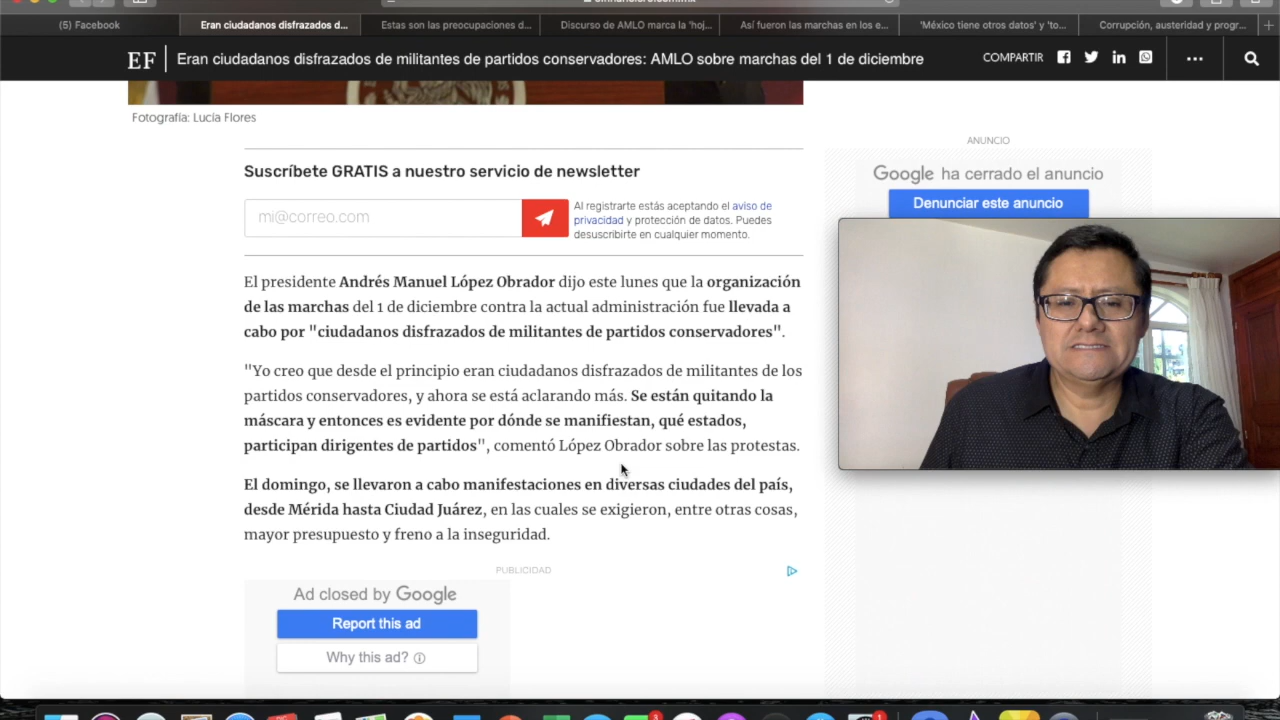 (5) Facebook
Eran ciudadanos disfrazados d...
Estas son las preocupaciones d...
Discurso de AMLO marca la 'hoj...
Así fueron las marchas en los e...
'México tiene otros datos' y 'to...
Corrupción, austeridad y progr...
EF
Eran ciudadanos disfrazados de militantes de partidos conservadores: AMLO sobre marchas del 1 de diciembre
COMPARTIR
Fotografía: Lucía Flores
Suscríbete GRATIS a nuestro servicio de newsletter
mi@correo.com
Al registrarte estás aceptando el aviso de
privacidad y protección de datos. Puedes
desuscribirte en cualquier momento.
El presidente Andrés Manuel López Obrador dijo este lunes que la organización
de las marchas del 1 de diciembre contra la actual administración fue llevada a
cabo por "ciudadanos disfrazados de militantes de partidos conservadores".
"Yo creo que desde el principio eran ciudadanos disfrazados de militantes de los
partidos conservadores, y ahora se está aclarando más. Se están quitando la
máscara y entonces es evidente por dónde se manifiestan, qué estados,
participan dirigentes de partidos", comentó López Obrador sobre las protestas.
El domingo, se llevaron a cabo manifestaciones en diversas ciudades del país,
desde Mérida hasta Ciudad Juárez, en las cuales se exigieron, entre otras cosas,
mayor presupuesto y freno a la inseguridad.
PUBLICIDAD
Ad closed by Google
Report this ad
Why this ad?
ANUNCIO
Google ha cerrado el anuncio
Denunciar este anuncio